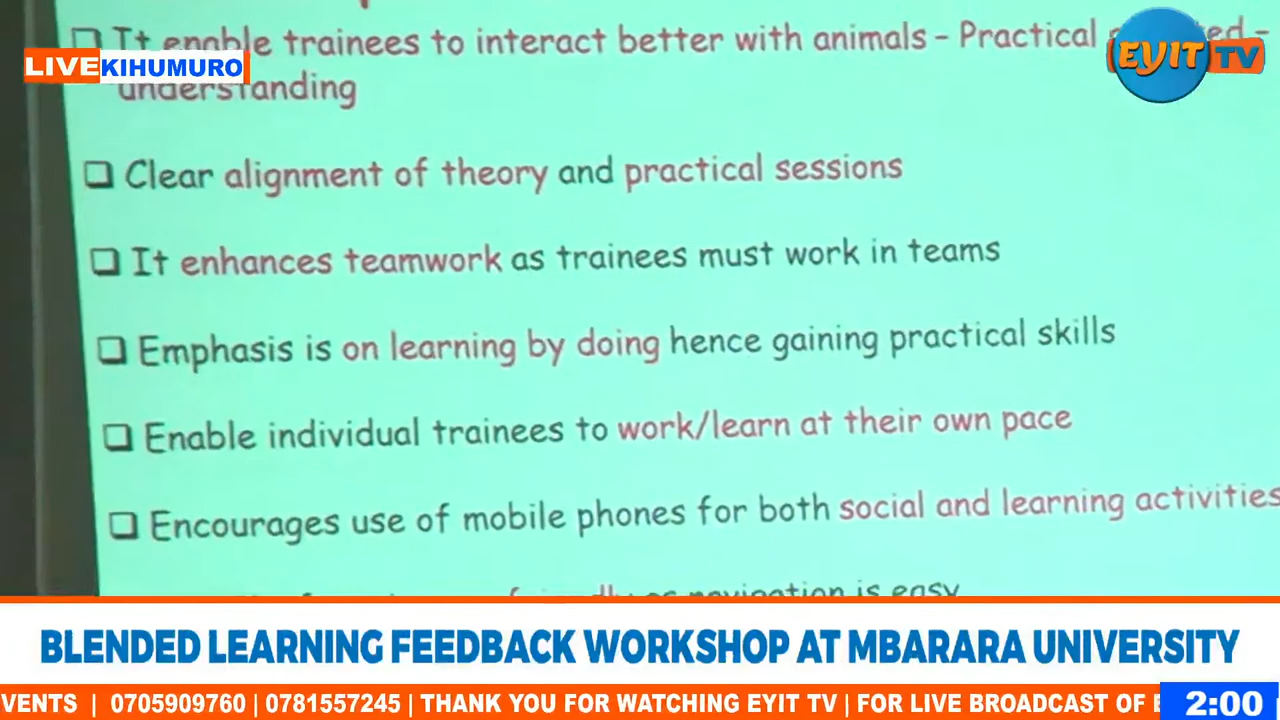 It enable trainees to interact better with animals - Practical
LIVE KIHUMURO
EYIT TV
understanding
Clear alignment of theory and practical sessions
It enhances teamwork as trainees must work in teams
Emphasis is on learning by doing hence gaining practical skills
Enable individual trainees to work/learn at their own pace
Encourages use of mobile phones for both social and learning activities
navigation is easy
BLENDED LEARNING FEEDBACK WORKSHOP AT MBARARA UNIVERSITY
VENTS | 0705909760 | 0781557245 | THANK YOU FOR WATCHING EYIT TV | FOR LIVE BROADCAST OF E
2:00